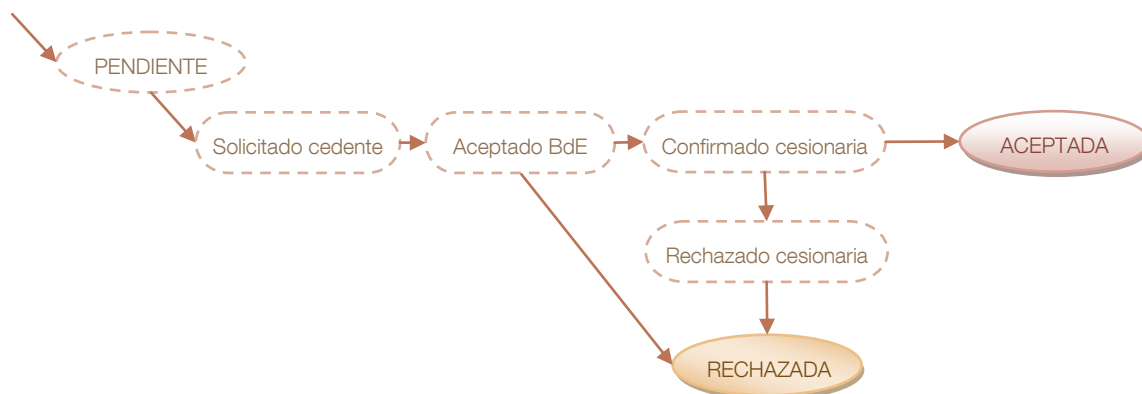 PENDIENTE
Solicitado cedente
Aceptado BdE
Confirmado cesionaria
ACEPTADA
Rechazado cesionaria
RECHAZADA